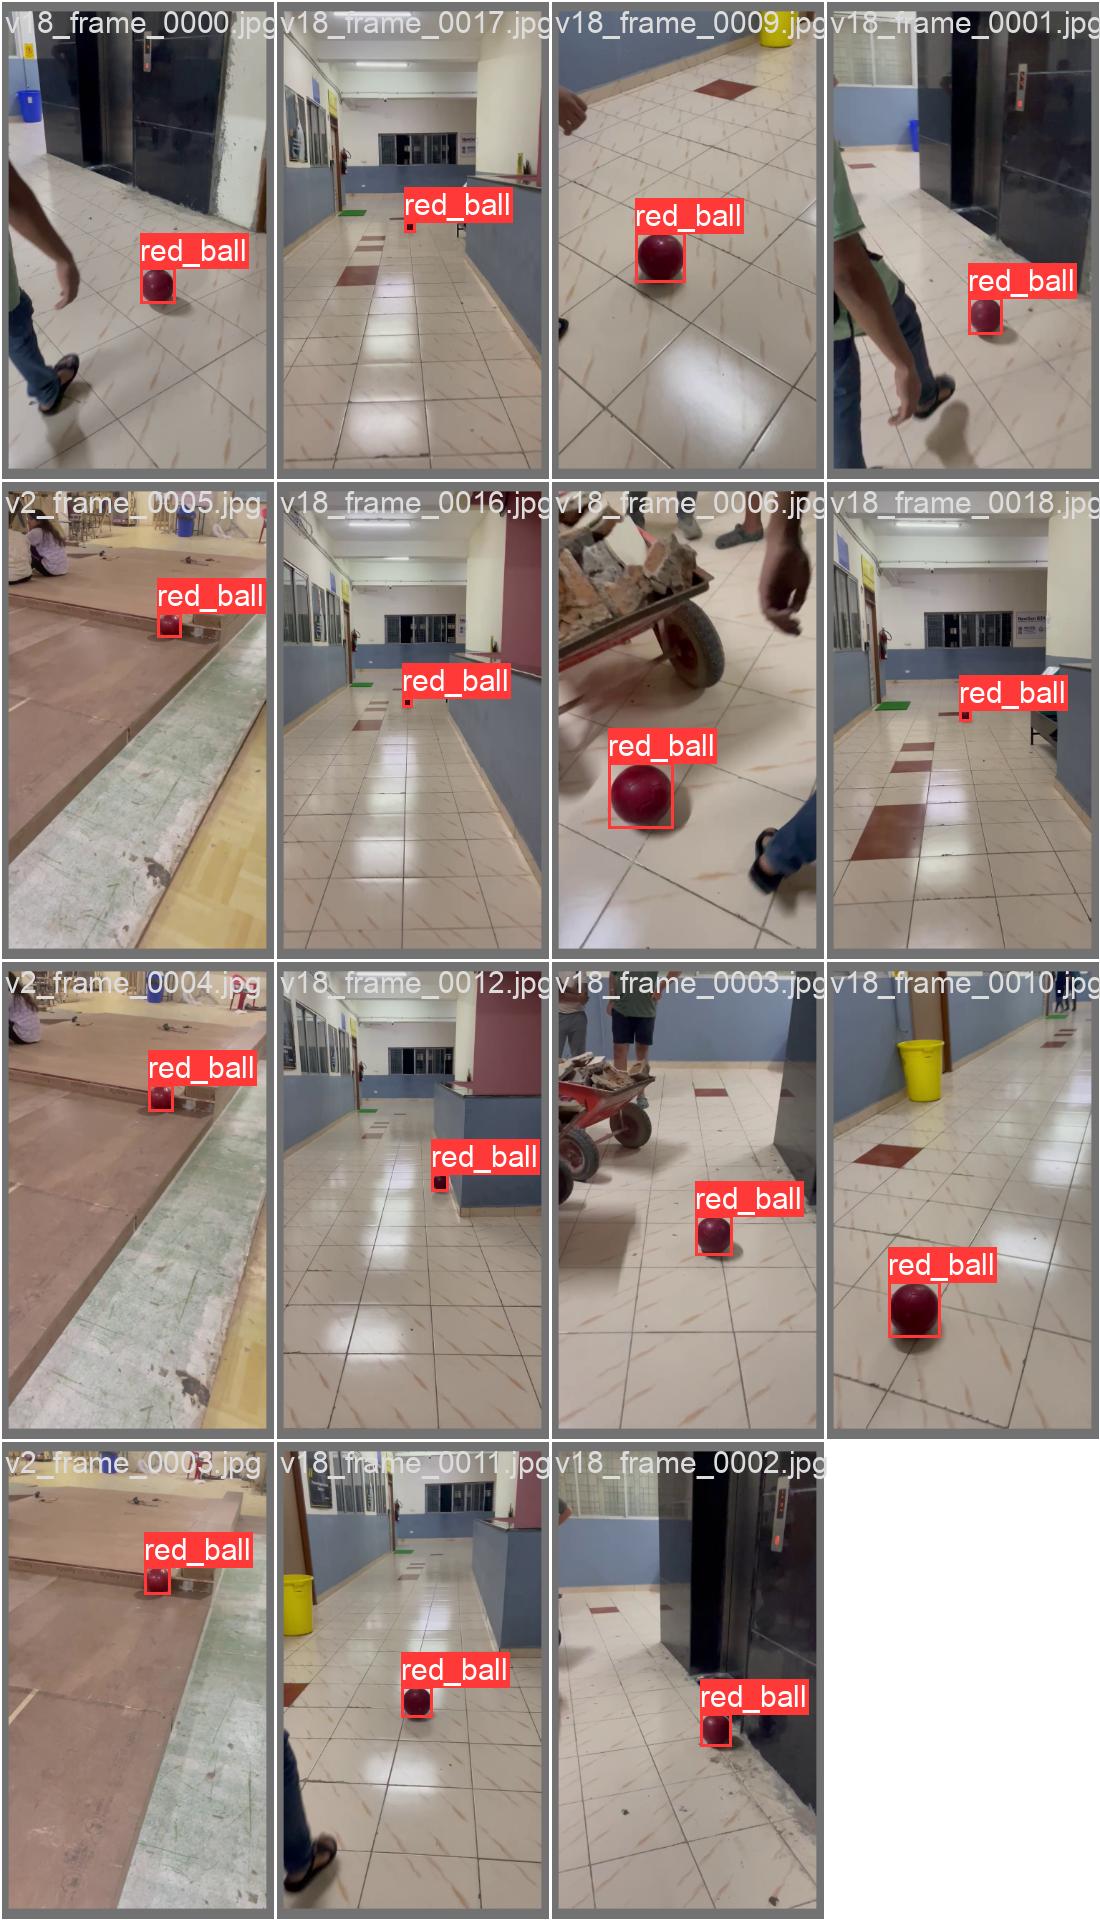 v18_frame_0000.jpg
red_ball
v18_frame_0017.jpg
red_ball
v18_frame_0009.jpg
red_ball
v18_frame_0001.jpg
red_ball
v2_frame_0005.jpg
red_ball
v18_frame_0016.jpg
red_ball
v18_frame_0006.jpg
red_ball
v18_frame_0018.jpg
red_ball
v2_frame_0004.jpg
red_ball
v18_frame_0012.jpg
red_ball
v18_frame_0003.jpg
red_ball
v18_frame_0010.jpg
red_ball
v2_frame_0003.jpg
red_ball
v18_frame_0011.jpg
red_ball
v18_frame_0002.jpg
red_ball